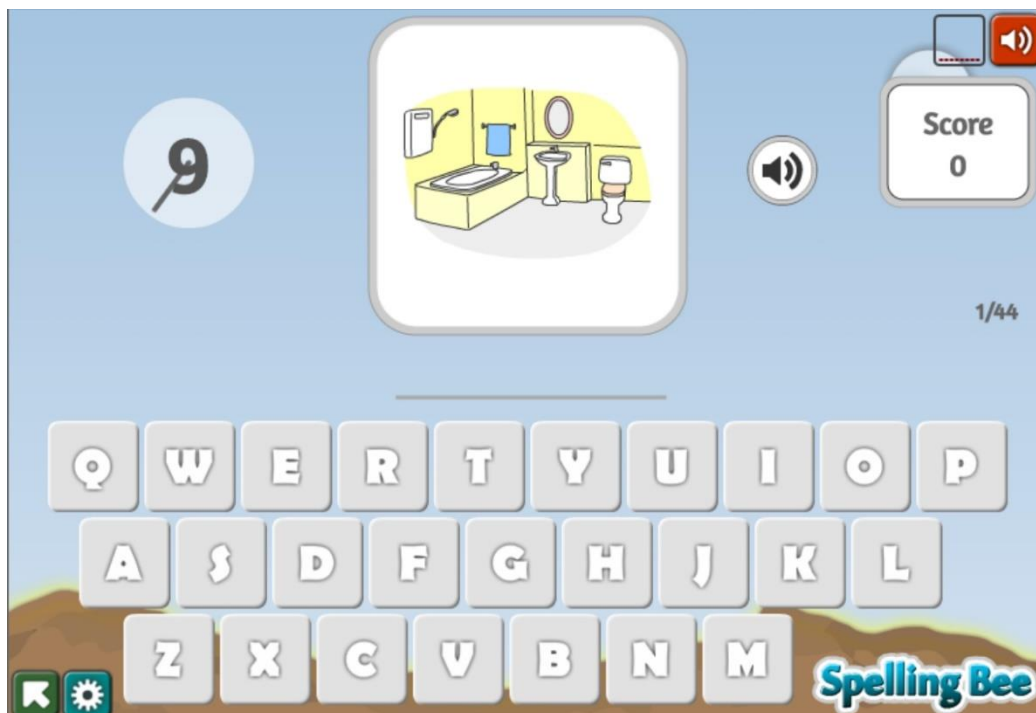 9
Score
0
1/44
Q W E R T Y U I O P
A S D F G H J K L
Z X C V B N M
Spelling Bee